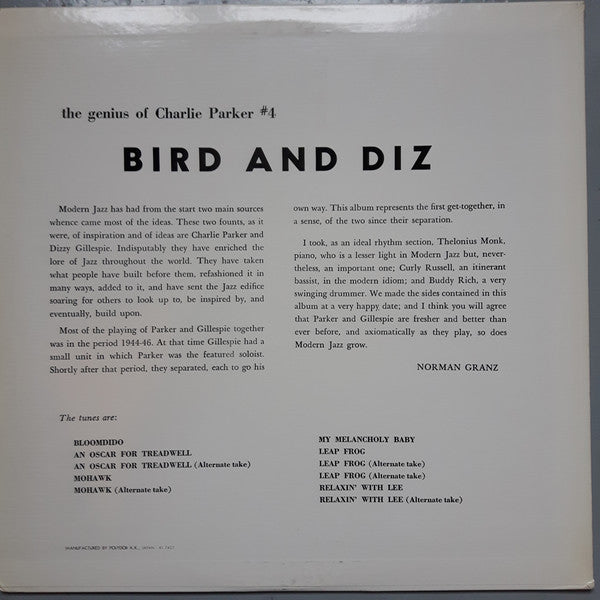 the genius of Charlie Parker #4
BIRD AND DIZ
Modern Jazz has had from the start two main sources
whence came most of the ideas. These two founts, as it
were, of inspiration and of ideas are Charlie Parker and
Dizzy Gillespie. Indisputably they have enriched the
lore of Jazz throughout the world. They have taken
what people have built before them, refashioned it in
many ways, added to it, and have sent the Jazz edifice
soaring for others to look up to, be inspired by, and
eventually, build upon.
Most of the playing of Parker and Gillespie together
was in the period 1944-46. At that time Gillespie had a
small unit in which Parker was the featured soloist.
Shortly after that period, they separated, each to go his
own way. This album represents the first get-together, in
a sense, of the two since their separation.
I took, as an ideal rhythm section, Thelonius Monk,
piano, who is a lesser light in Modern Jazz but, never-
theless, an important one; Curly Russell, an itinerant
bassist, in the modern idiom; and Buddy Rich, a very
swinging drummer. We made the sides contained in this
album at a very happy date; and I think you will agree
that Parker and Gillespie are fresher and better than
ever before, and axiomatically as they play, so does
Modern Jazz grow.
NORMAN GRANZ
The tunes are:
BLOOMDIDO
AN OSCAR FOR TREADWELL
AN OSCAR FOR TREADWELL (Alternate take)
MOHAWK
MOHAWK (Alternate take)
MY MELANCHOLY BABY
LEAP FROG
LEAP FROG (Alternate take)
LEAP FROG (Alternate take)
RELAXIN' WITH LEE
RELAXIN' WITH LEE (Alternate take)
MANUFACTURED BY POLYDOR K.K., JAPAN